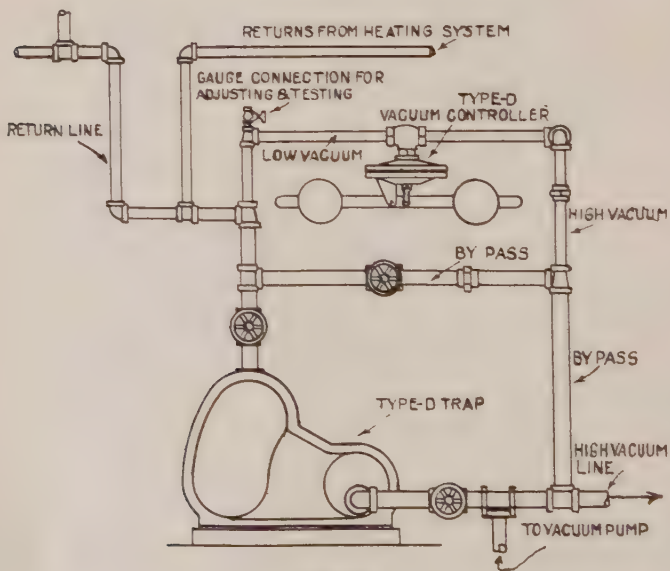 RETURNS FROM HEATING SYSTEM
GAUGE CONNECTION FOR
ADJUSTING & TESTING
TYPE-D
VACUUM CONTROLLER
RETURN LINE
LOW VACUUM
HIGH VACUUM
BY PASS
BY PASS
TYPE-D TRAP
HIGH VACUUM
LINE
TO VACUUM PUMP